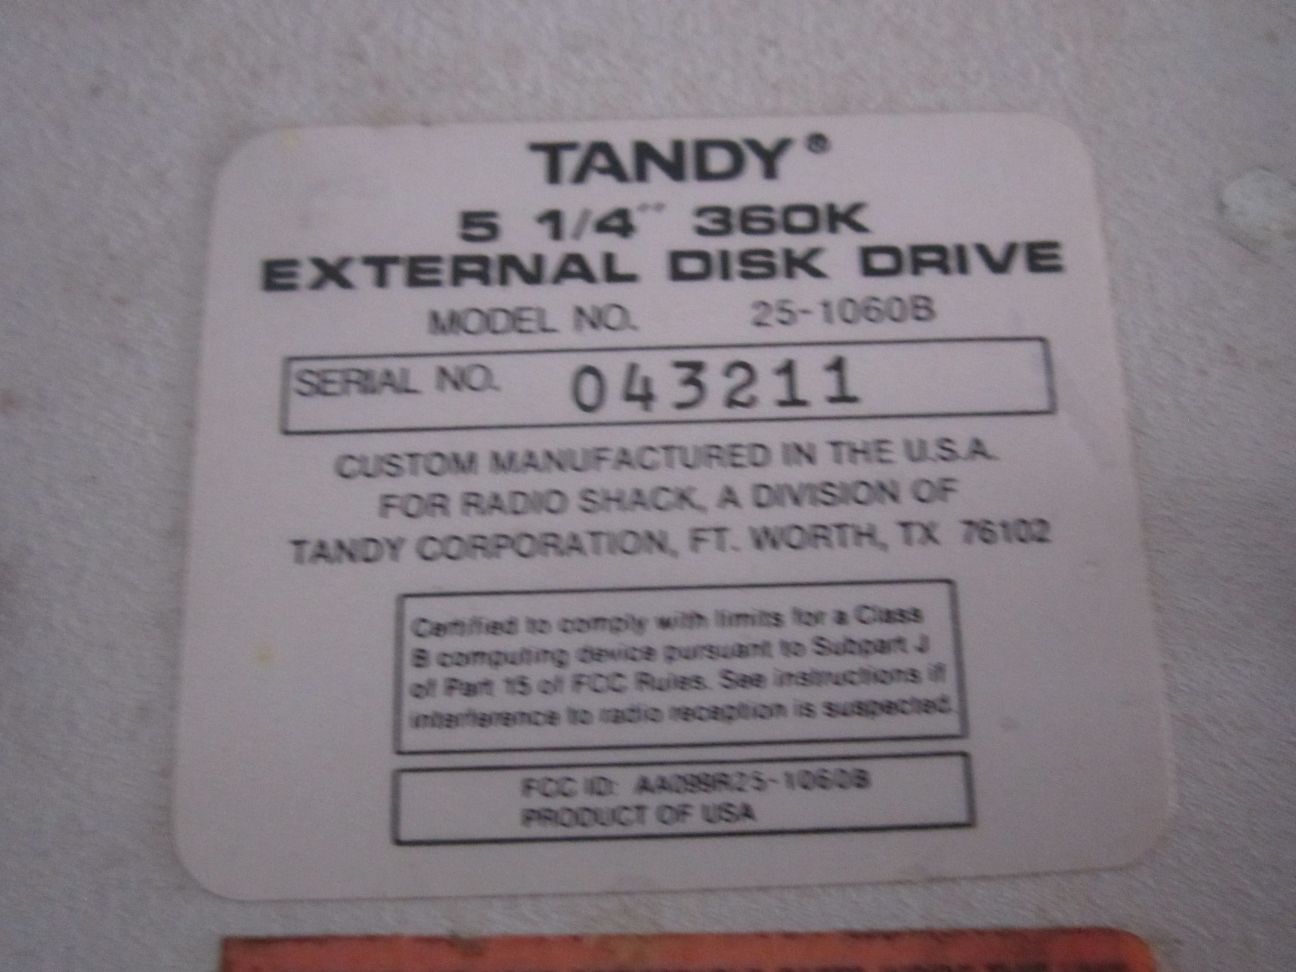 TANDY®
5 1/4" 360K
EXTERNAL DISK DRIVE
MODEL NO. 25-1060B
SERIAL NO. 043211
CUSTOM MANUFACTURED IN THE U.S.A.
FOR RADIO SHACK, A DIVISION OF
TANDY CORPORATION, FT. WORTH, TX 76102
Certified to comply with limits for a Class
B computing device pursuant to Subpart J
of Part 15 of FCC Rules. See instructions if
interference to radio reception is suspected.
FCC ID: AAO99R25-1060B
PRODUCT OF USA